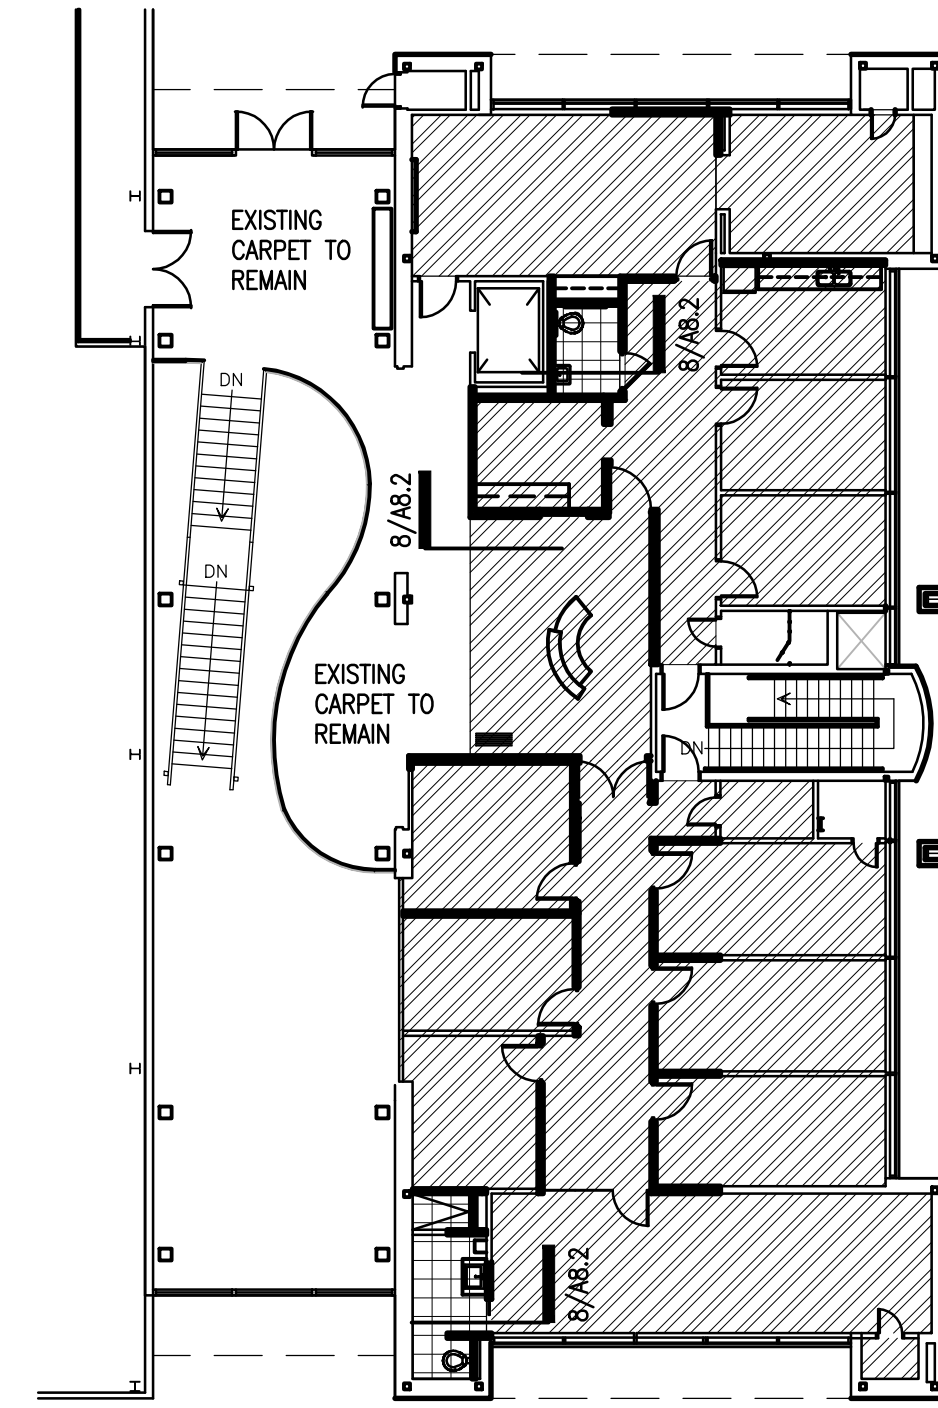 EXISTING
CARPET TO
REMAIN
8/A8.2
DN
8/A8.2
DN
EXISTING
CARPET TO
REMAIN
DN
8/A8.2